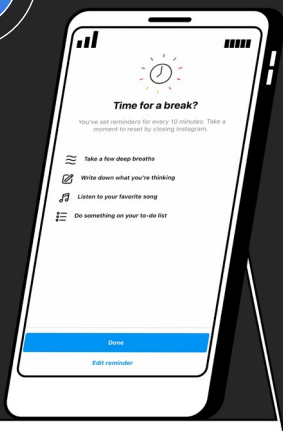 Time for a break?
You've set reminders for every 10 minutes. Take a
moment to reset by closing Instagram.
Take a few deep breaths
Write down what you're thinking
Listen to your favorite song
Do something on your to-do list
Done
Edit reminder